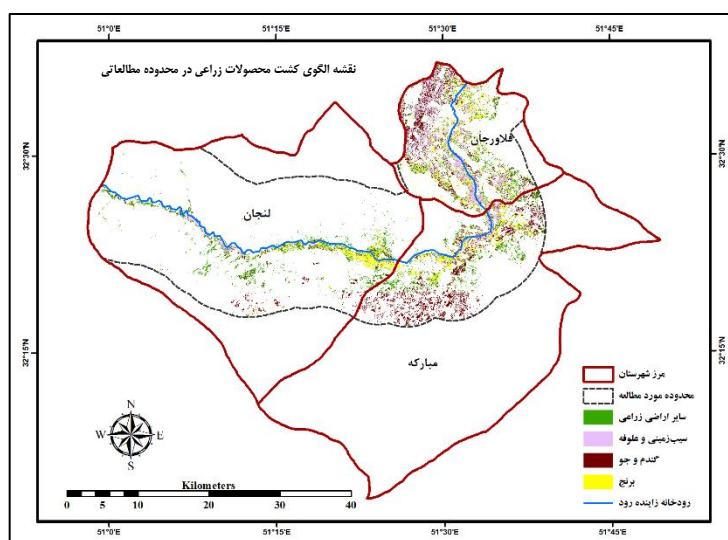 51°0'E 51°15'E 51°30'E 51°45'E
نقشه الگوی کشت محصولات زراعی در محدوده مطالعاتی
32°30'N 32°30'N
فلاورجان
لنجان
32°15'N 32°15'N
مبارکه
مرز شهرستان
محدوده مورد مطالعه
سایر اراضی زراعی
سیب‌زمینی و علوفه
گندم و جو
برنج
رودخانه زاینده رود
N
W E
S
Kilometers
0 5 10 20 30 40
51°0'E 51°15'E 51°30'E 51°45'E